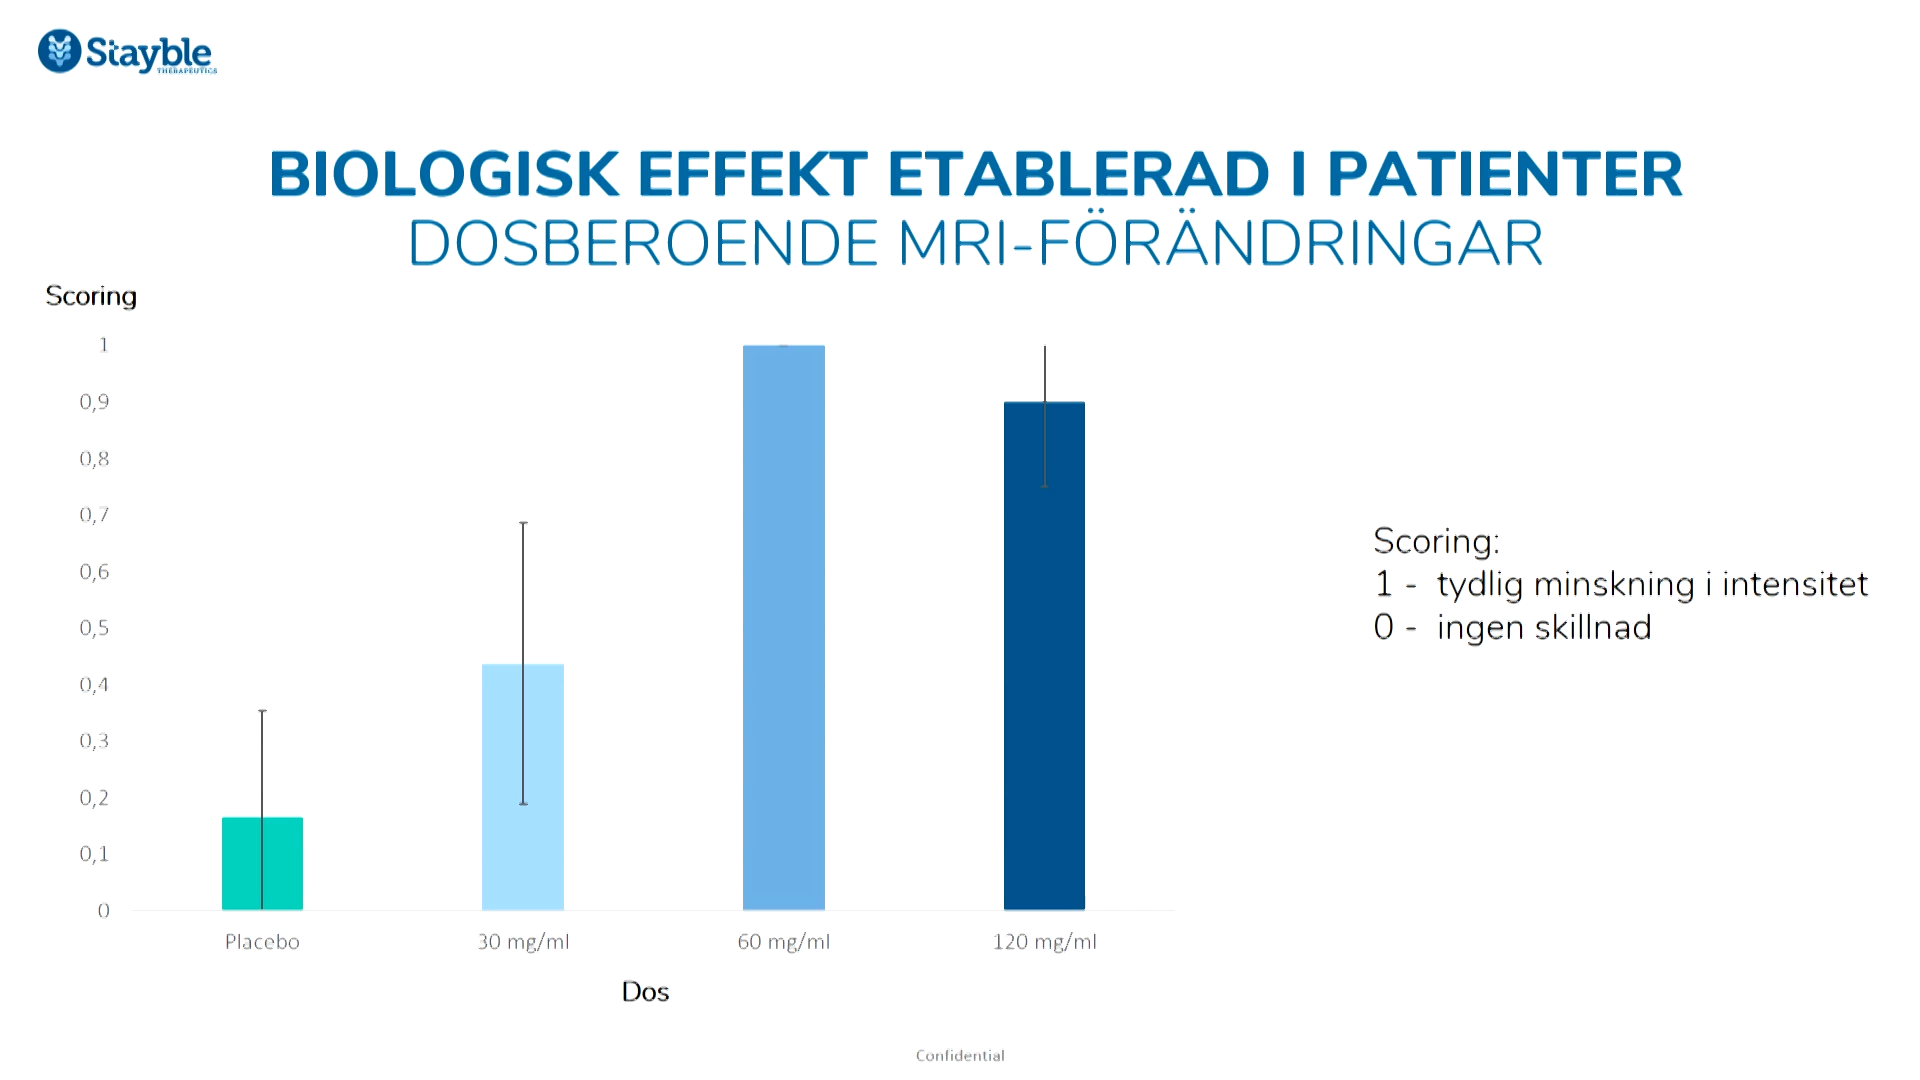 Stayble
THERAPEUTICS
BIOLOGISK EFFEKT ETABLERAD I PATIENTER
DOSBEROENDE MRI-FÖRÄNDRINGAR
Scoring
1
0,9
0,8
0,7
0,6
0,5
0,4
0,3
0,2
0,1
0
Placebo
30 mg/ml
60 mg/ml
120 mg/ml
Dos
Scoring:
1 - tydlig minskning i intensitet
0 - ingen skillnad
Confidential